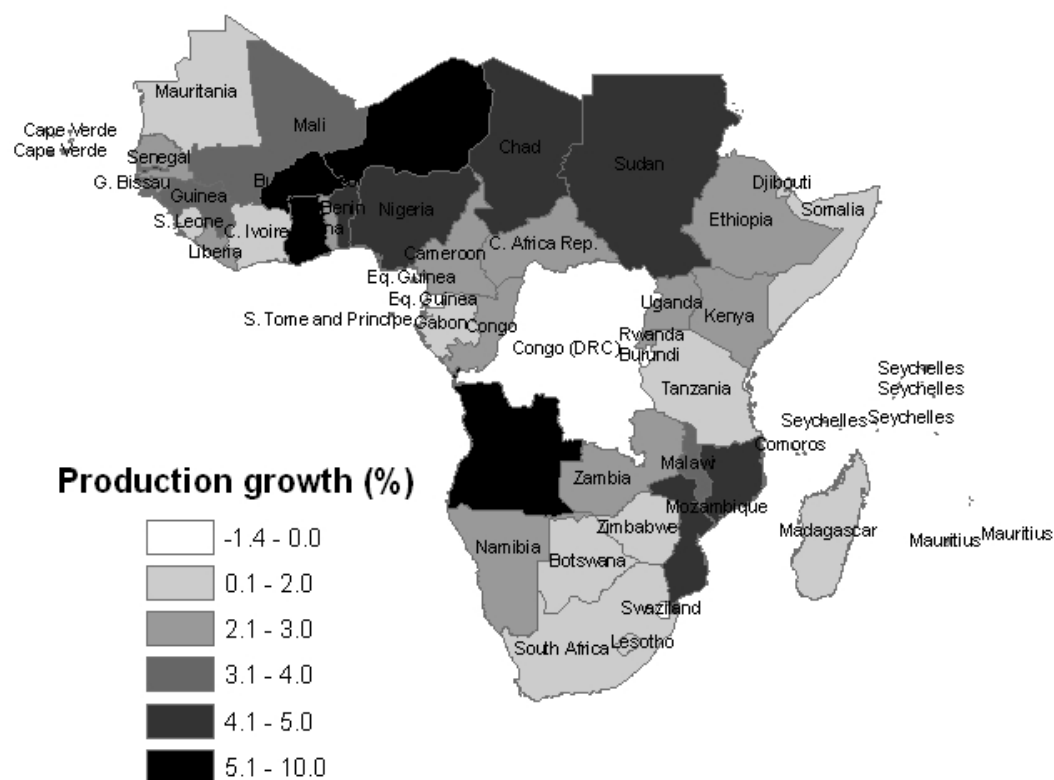 Mauritania
Mali
Cape Verde
Cape Verde
Chad
Sudan
Senegal
G. Bissau
Guinea
Bu
Benin
Nigeria
Djibouti
Somalia
Ethiopia
S. Leone
C. Ivoire
na
Liberia
Cameroon
C. Africa Rep.
Eq. Guinea
Eq. Guinea
Uganda
Kenya
S. Tome and Principe
Gabon
Congo
Rwanda
Congo (DRC)
Burundi
Seychelles
Seychelles
Tanzania
Seychelles
Seychelles
Comoros
Malawi
Zambia
Production growth (%)
Mozambique
Zimbabwe
Madagascar
Mauritius
Mauritius
-1.4 - 0.0
Namibia
Botswana
0.1 - 2.0
Swaziland
2.1 - 3.0
South Africa
Lesotho
3.1 - 4.0
4.1 - 5.0
5.1 - 10.0